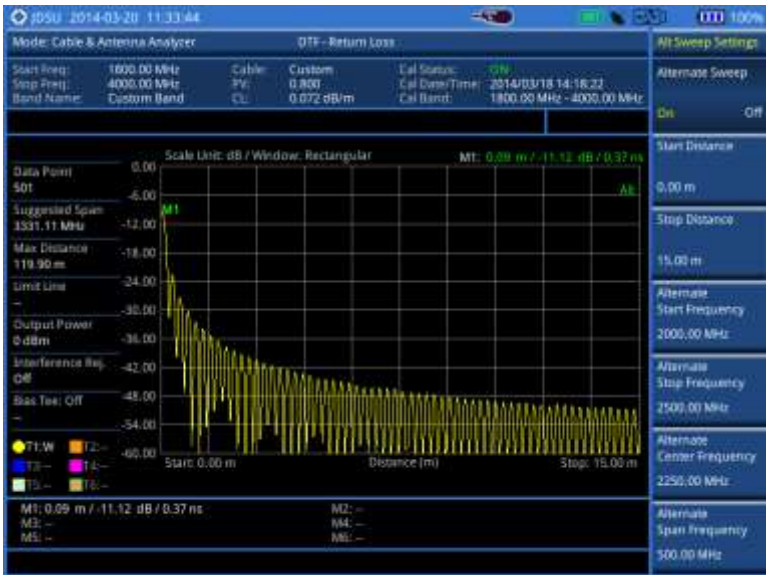 JDSU 2014-03-20 11:33:44
100%
Mode: Cable & Antenna Analyzer
DTF - Return Loss
Alt Sweep Settings
Start Freq: 1800.00 MHz
Stop Freq: 4000.00 MHz
Band Name: Custom Band
Cable: Custom
PV: 0.800
CL: 0.072 dB/m
Cal Status: ON
Cal Date/Time: 2014/03/18 14:18:22
Cal Band: 1800.00 MHz - 4000.00 MHz
Alternate Sweep
On Off
Start Distance
0.00 m
Stop Distance
15.00 m
Alternate
Start Frequency
2000.00 MHz
Alternate
Stop Frequency
2500.00 MHz
Alternate
Center Frequency
2250.00 MHz
Alternate
Span Frequency
500.00 MHz
Scale Unit: dB / Window: Rectangular
M1: 0.09 m / -11.12 dB / 0.37 ns
Alt
M1
Data Point
501
Suggested Span
3331.11 MHz
Max Distance
119.90 m
Limit Line
--
Output Power
0 dBm
Interference Rej.
Off
Bias Tee: Off
--
T1:W T2:--
T3:-- T4:--
T5:-- T6:--
0.00
-6.00
-12.00
-18.00
-24.00
-30.00
-36.00
-42.00
-48.00
-54.00
-60.00
Start: 0.00 m
Distance (m)
Stop: 15.00 m
M1: 0.09 m / -11.12 dB / 0.37 ns
M2: --
M3: --
M4: --
M5: --
M6: --